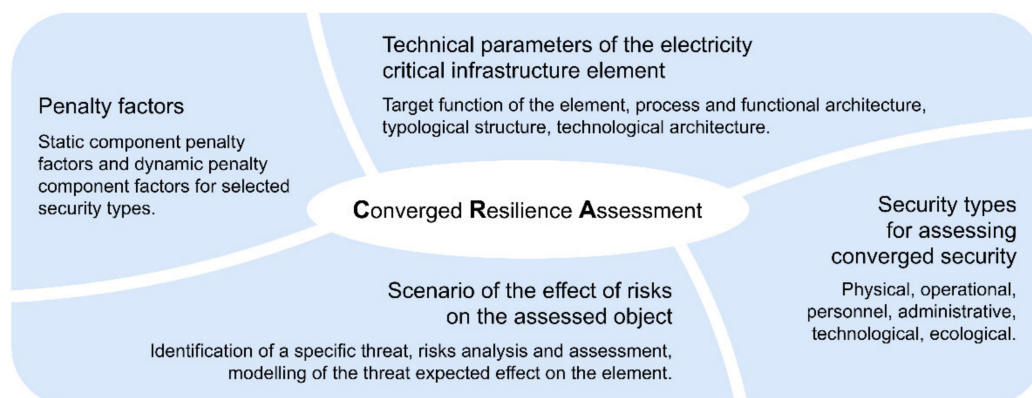 Technical parameters of the electricity
critical infrastructure element
Target function of the element, process and functional architecture,
typological structure, technological architecture.
Penalty factors
Static component penalty
factors and dynamic penalty
component factors for selected
security types.
Converged Resilience Assessment
Security types
for assessing
converged security
Physical, operational,
personnel, administrative,
technological, ecological.
Scenario of the effect of risks
on the assessed object
Identification of a specific threat, risks analysis and assessment,
modelling of the threat expected effect on the element.